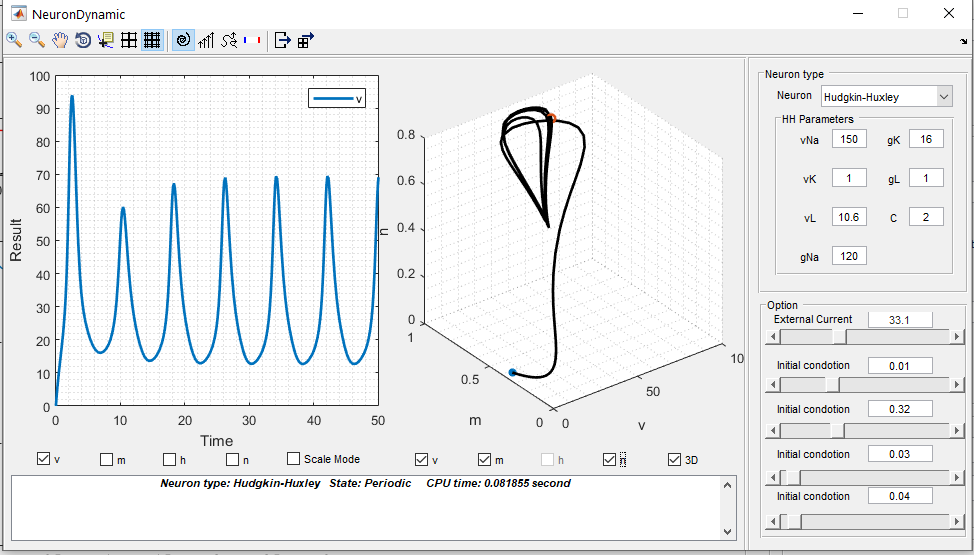 NeuronDynamic
100
90
80
70
60
50
40
30
20
10
0
Result
0 10 20 30 40 50
Time
v
0.8
0.6
0.4
0.2
0
n
1
0.5
0
m
0
50
10
v
v m h n Scale Mode v m h n 3D
Neuron type: Hudgkin-Huxley State: Periodic CPU time: 0.081855 second
Neuron type
Neuron Hudgkin-Huxley
HH Parameters
vNa 150 gK 16
vK 1 gL 1
vL 10.6 C 2
gNa 120
Option
External Current 33.1
Initial condotion 0.01
Initial condotion 0.32
Initial condotion 0.03
Initial condotion 0.04